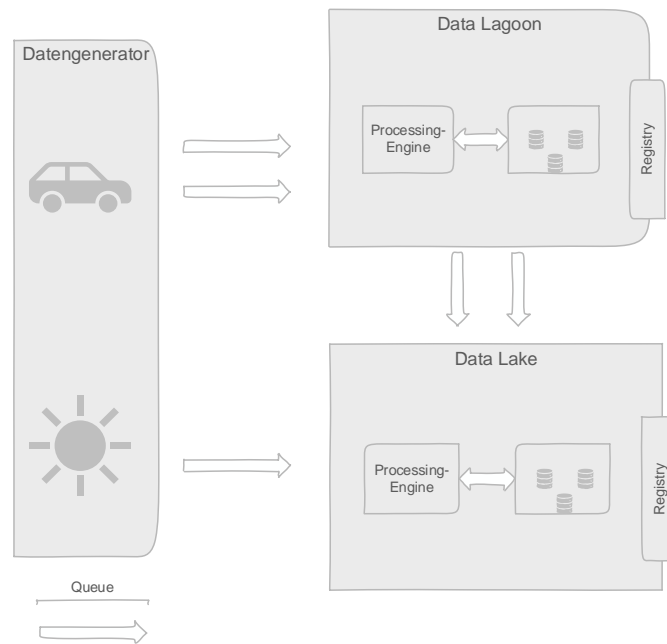 Datengenerator
Data Lagoon
Processing-
Engine
Registry
Data Lake
Processing-
Engine
Registry
Queue